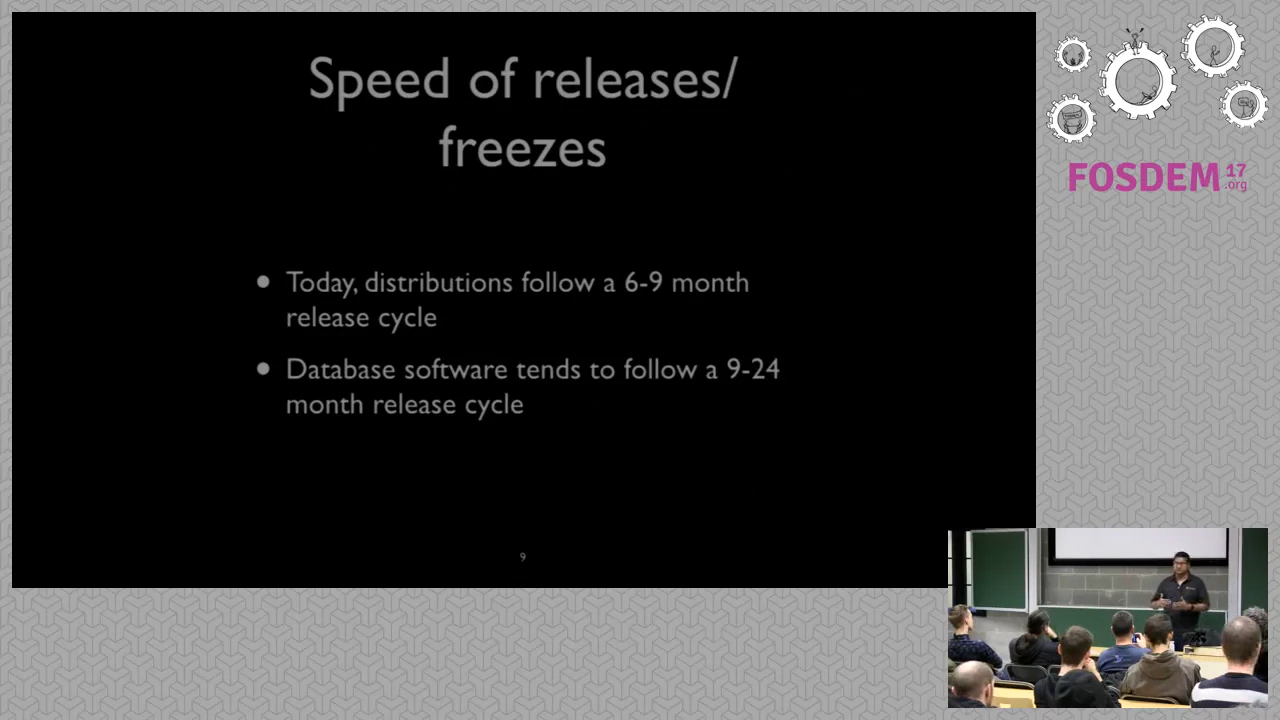 Speed of releases/
freezes
• Today, distributions follow a 6-9 month
release cycle
• Database software tends to follow a 9-24
month release cycle
9
FOSDEM 17
.org